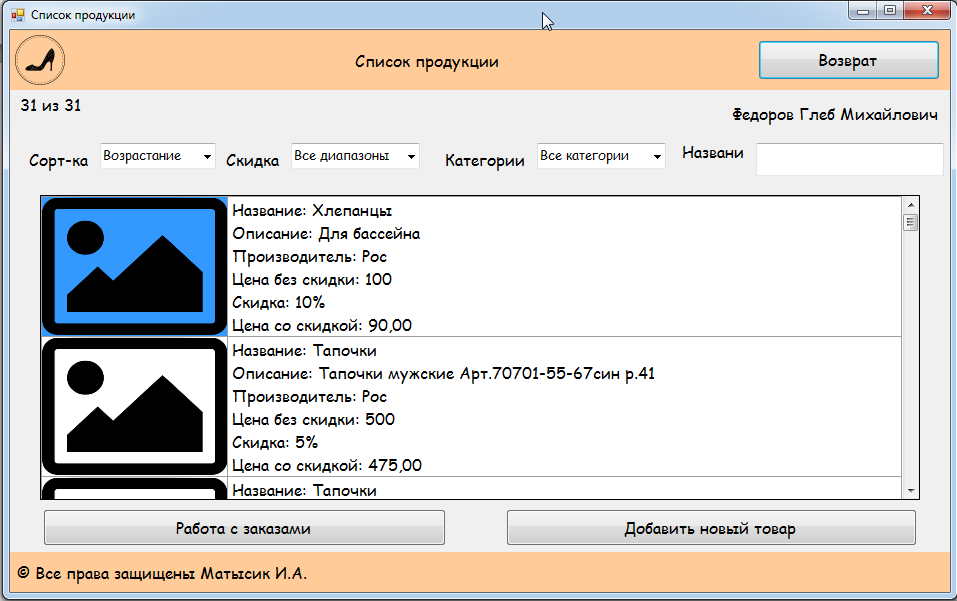 Список продукции
Список продукции
Возврат
31 из 31
Федоров Глеб Михайлович
Сорт-ка Возрастание Скидка Все диапазоны Категории Все категории Названи
Название: Хлепанцы
Описание: Для бассейна
Производитель: Рос
Цена без скидки: 100
Скидка: 10%
Цена со скидкой: 90,00
Название: Тапочки
Описание: Тапочки мужские Арт.70701-55-67син р.41
Производитель: Рос
Цена без скидки: 500
Скидка: 5%
Цена со скидкой: 475,00
Название: Тапочки
Работа с заказами
Добавить новый товар
© Все права защищены Матысик И.А.